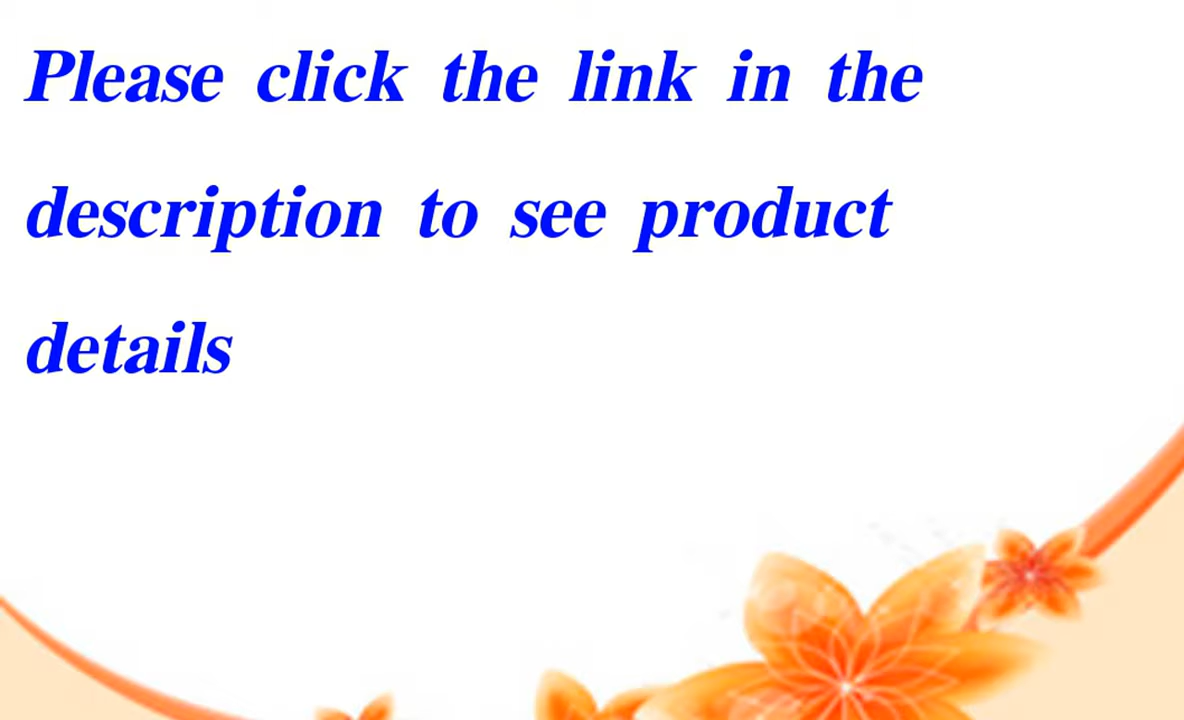 Please click the link in the
description to see product
details